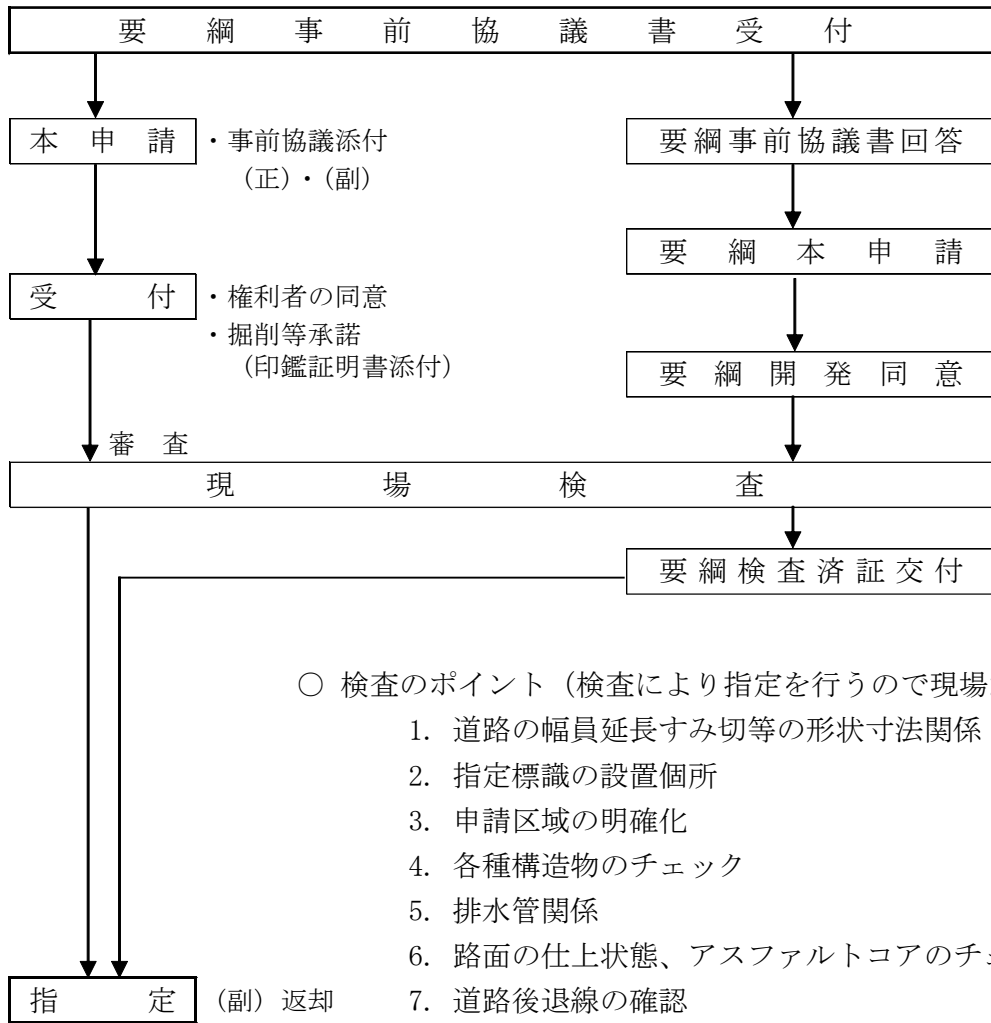 要綱事前協議書受付
本申請 ・事前協議添付
(正)・(副)
要綱事前協議書回答
要綱本申請
受付 ・権利者の同意
・掘削等承諾
(印鑑証明書添付)
要綱開発同意
審査
現場検査
要綱検査済証交付
○ 検査のポイント（検査により指定を行うので現場
1. 道路の幅員延長すみ切等の形状寸法関係
2. 指定標識の設置個所
3. 申請区域の明確化
4. 各種構造物のチェック
5. 排水管関係
6. 路面の仕上状態、アスファルトコアのチェ
指定 (副) 返却
7. 道路後退線の確認